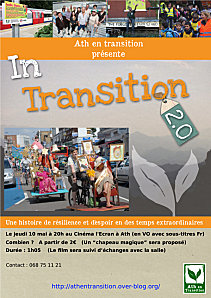 Ath en transition
présente
In
Transition
2.0
Une histoire de résilience et d'espoir en des temps extraordinaires
Le jeudi 10 mai à 20h au Cinéma l'Ecran à Ath (en VO avec sous-titres Fr)
Combien ? A partir de 2€ (Un "chapeau magique" sera proposé)
Durée : 1h05 (Le film sera suivi d'échanges avec la salle)
Contact : 068 75 11 21
http://athentransition.over-blog.org/
Ath en
Transition